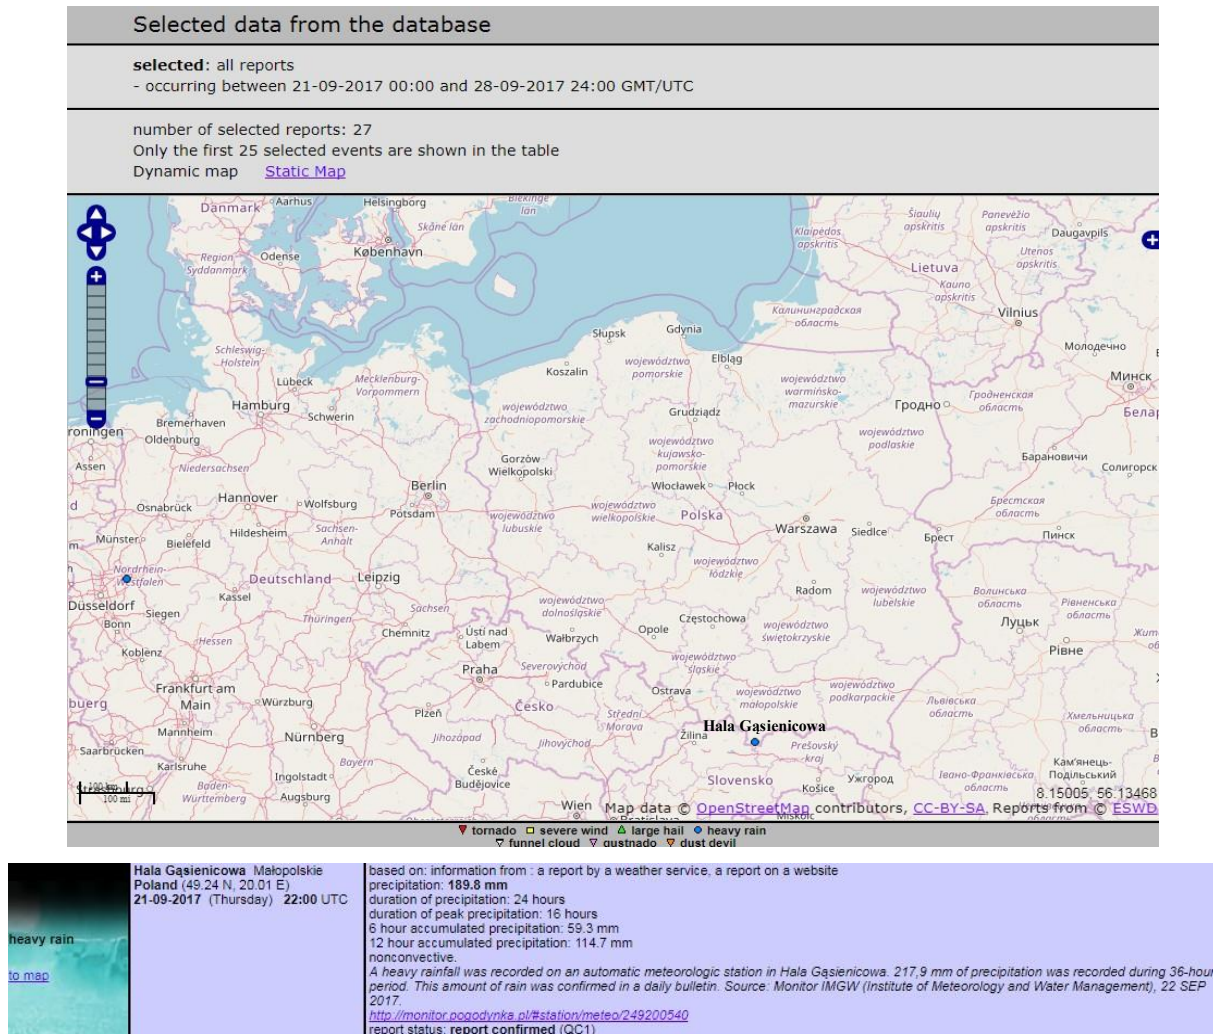 Selected data from the database
selected: all reports
- occurring between 21-09-2017 00:00 and 28-09-2017 24:00 GMT/UTC
number of selected reports: 27
Only the first 25 selected events are shown in the table
Dynamic map Static Map
Danmark
Aarhus
Helsingborg
Blekinge län
Skåne län
København
Odense
Region Syddanmark
Klaipėdos apskritis
Šiaulių apskritis
Panevėžio apskritis
Daugavpils
Utenos apskritis
Lietuva
Kauno apskritis
Vilnius
Калининградская область
Молодечно
Минск
Schleswig-Holstein
Lübeck
Mecklenburg-Vorpommern
Hamburg
Schwerin
Słupsk
Gdynia
Koszalin
województwo pomorskie
Elbląg
województwo warmińsko-mazurskie
Гродно
Гродненская область
Белар
roningen
Bremerhaven
Oldenburg
Assen
Niedersachsen
województwo zachodniopomorskie
Grudziądz
województwo kujawsko-pomorskie
województwo podlaskie
Барановичи
Солигорск
Gorzów Wielkopolski
Berlin
Włocławek
Płock
Hannover
Wolfsburg
Potsdam
Osnabrück
województwo lubuskie
województwo wielkopolskie
Polska
Warszawa
Siedlce
Брест
Брестская область
Пинск
Münster
Bielefeld
Hildesheim
Sachsen-Anhalt
Kalisz
województwo łódzkie
Nordrhein-Westfalen
Deutschland
Leipzig
Kassel
Düsseldorf
Siegen
Bonn
Thüringen
Sachsen
województwo dolnośląskie
Radom
województwo lubelskie
Волинська область
Рівненська область
Луцьк
Рівне
Koblenz
Hessen
Chemnitz
Ústí nad Labem
Wałbrzych
Opole
Częstochowa
województwo świętokrzyskie
Praha
Severovýchod
Pardubice
województwo śląskie
Ostrava
województwo małopolskie
województwo podkarpackie
Львівська область
Хмельницька область
Frankfurt am Main
Würzburg
Plzeň
Česko
Střední Morava
Hala Gąsienicowa
Žilina
Prešovský kraj
Mannheim
Nürnberg
Jihozápad
Jihovýchod
Saarbrücken
Karlsruhe
Bayern
České Budějovice
Slovensko
Košice
Ужгород
Івано-Франківська область
Кам'янець-Подільський
Strasbourg
Baden-Württemberg
Ingolstadt
Augsburg
Wien
Bratislava
Miskolc
100 km
100 mi
8.15005, 56.13468
Map data © OpenStreetMap contributors, CC-BY-SA, Reports from © ESWD
tornado severe wind large hail heavy rain
funnel cloud gustnado dust devil
heavy rain
to map
Hala Gąsienicowa Małopolskie
Poland (49.24 N, 20.01 E)
21-09-2017 (Thursday) 22:00 UTC
based on: information from : a report by a weather service, a report on a website
precipitation: 189.8 mm
duration of precipitation: 24 hours
duration of peak precipitation: 16 hours
6 hour accumulated precipitation: 59.3 mm
12 hour accumulated precipitation: 114.7 mm
nonconvective.
A heavy rainfall was recorded on an automatic meteorologic station in Hala Gąsienicowa. 217,9 mm of precipitation was recorded during 36-hour
period. This amount of rain was confirmed in a daily bulletin. Source: Monitor IMGW (Institute of Meteorology and Water Management), 22 SEP
2017.
http://monitor.pogodynka.pl/#station/meteo/249200540
report status: report confirmed (QC1)